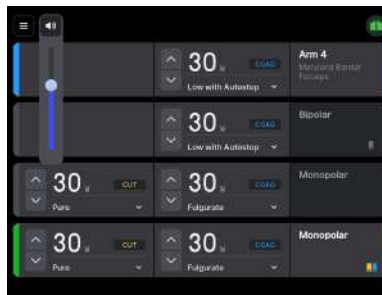 30 W COAG Arm 4
Maryland Bipolar
Forceps
Low with Autostop
30 W COAG Bipolar
Low with Autostop
30 W CUT 30 W COAG Monopolar
Pure Fulgurate
30 W CUT 30 W COAG Monopolar
Pure Fulgurate